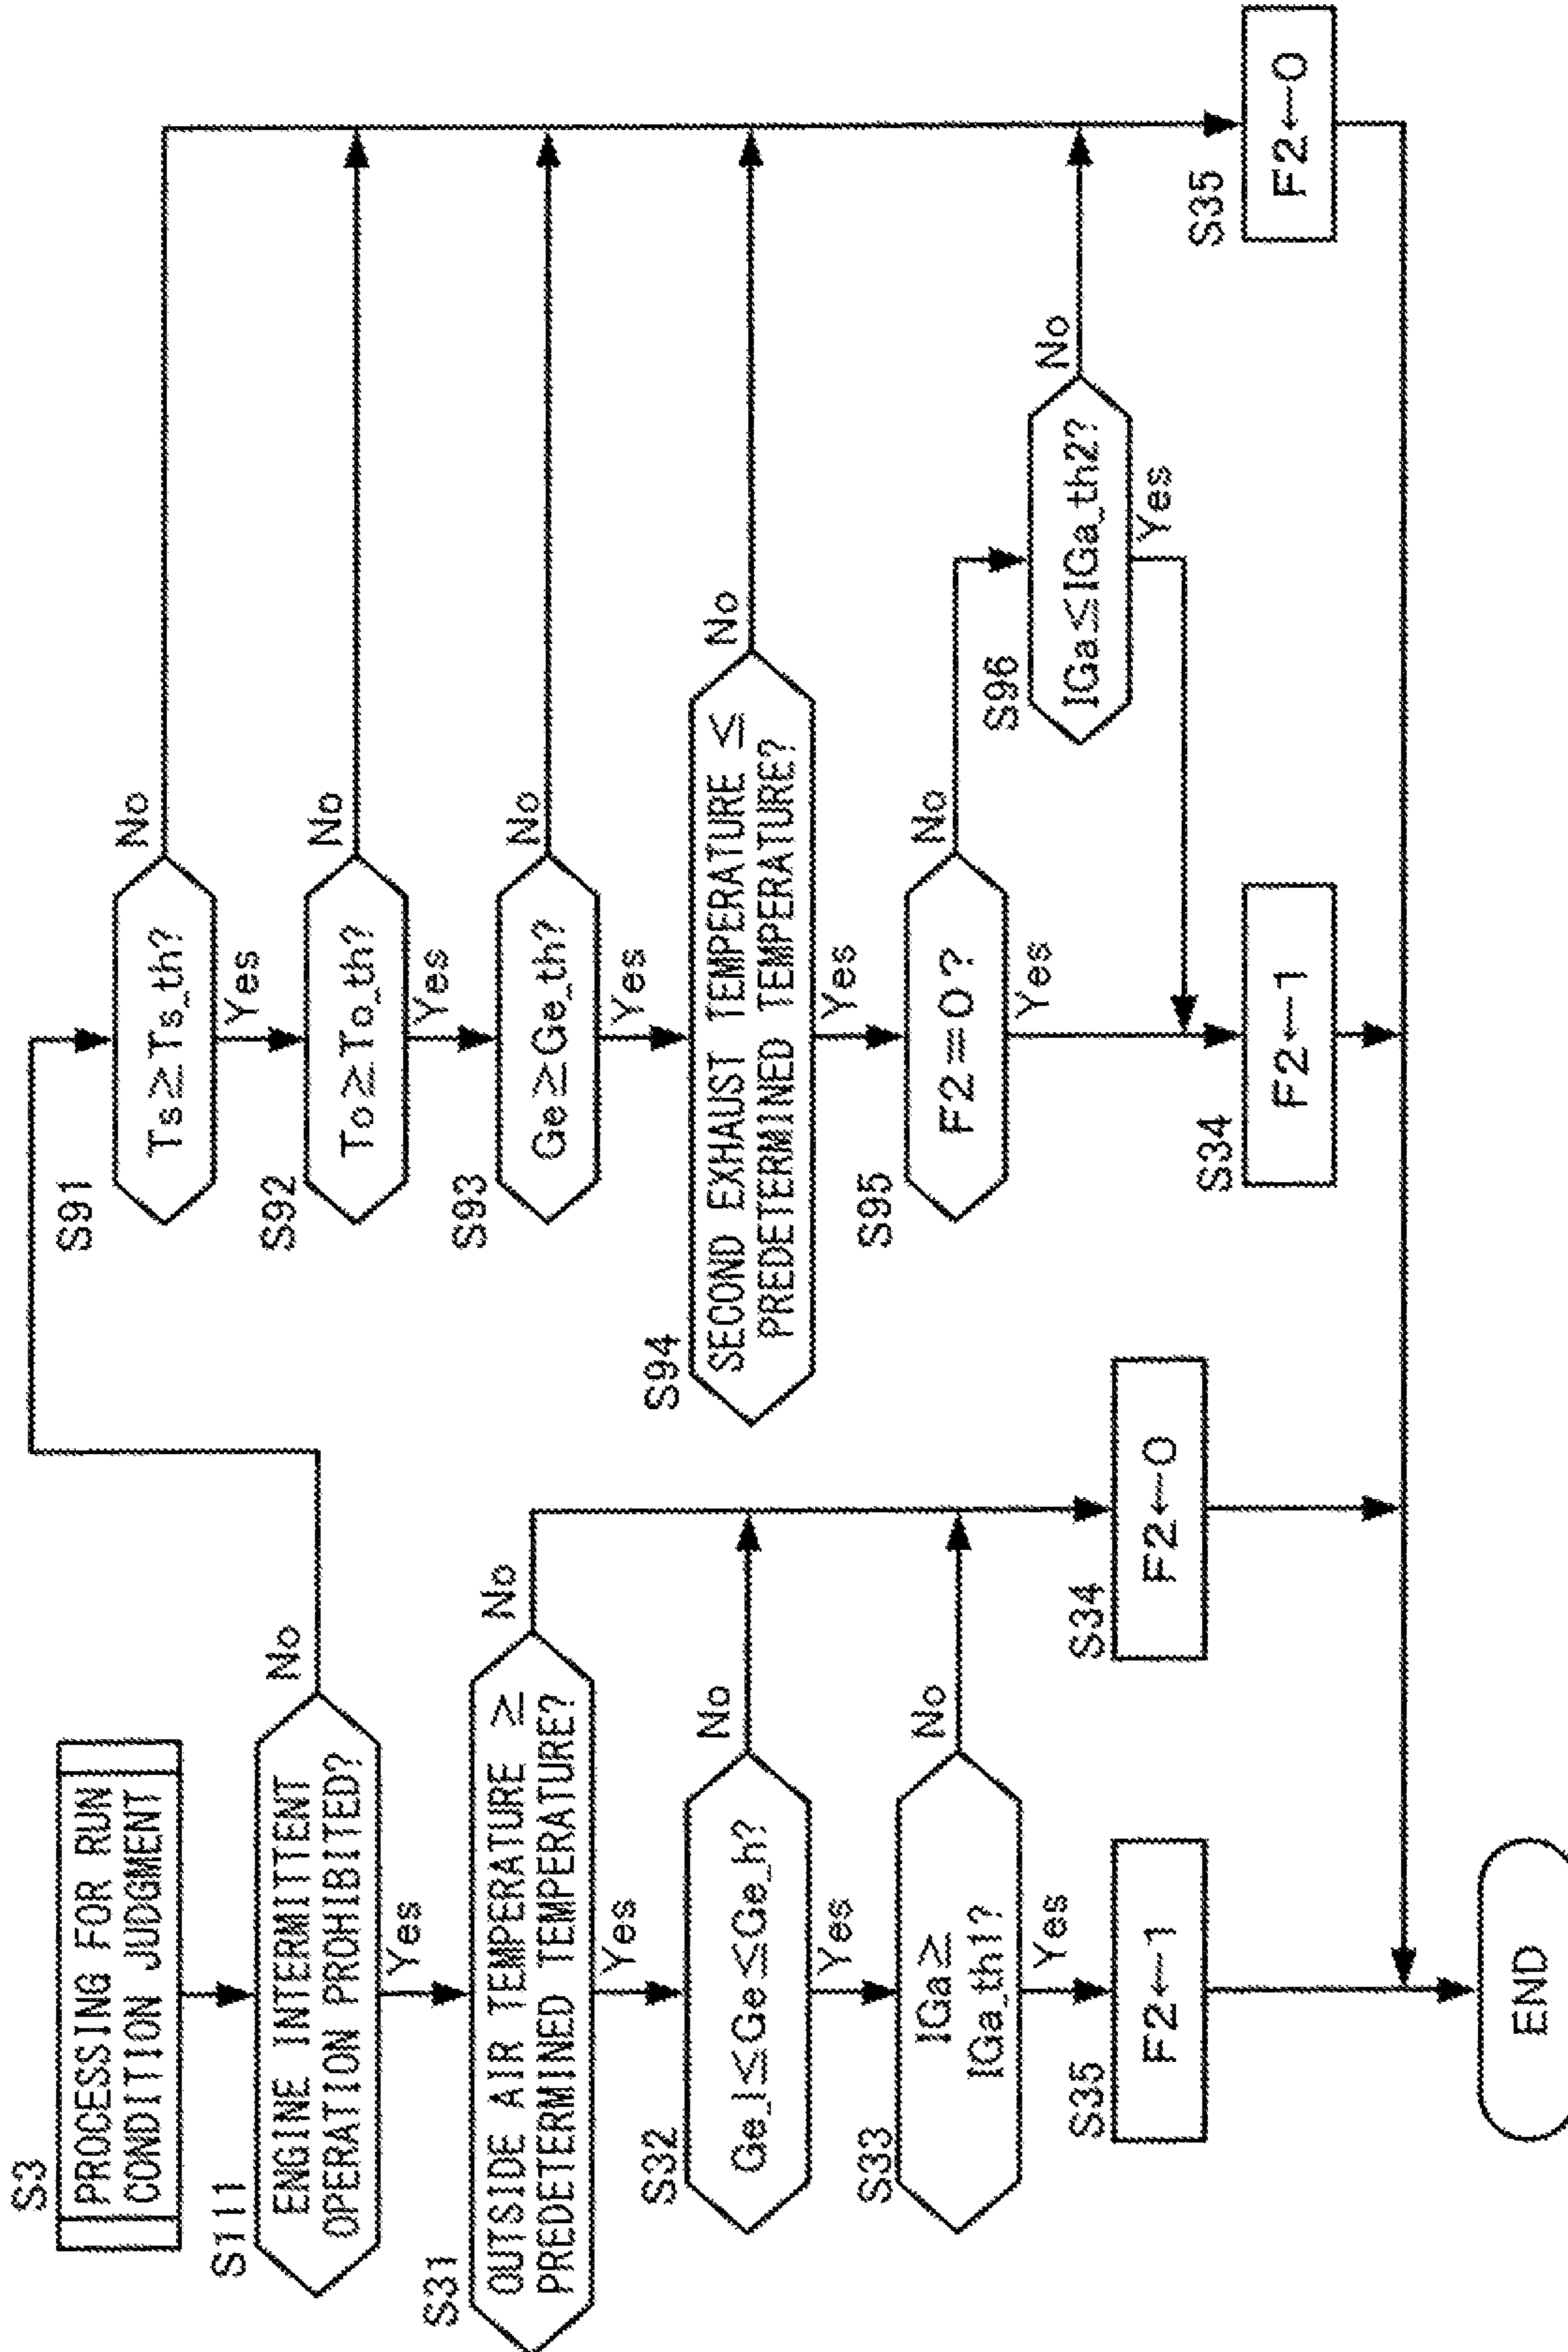 S3
PROCESSING FOR RUN
CONDITION JUDGMENT
S111
ENGINE INTERMITTENT
OPERATION PROHIBITED?
No
Yes
S31
OUTSIDE AIR TEMPERATURE ≥
PREDETERMINED TEMPERATURE?
No
Yes
S32
Ge_l≤Ge≤Ge_h?
No
Yes
S33
IGa≥
IGa_th1?
No
Yes
S35
F2←1
S34
F2←0
END
S91
Ts≥Ts_th?
No
Yes
S92
To≥To_th?
No
Yes
S93
Ge≥Ge_th?
No
Yes
S94
SECOND EXHAUST TEMPERATURE ≤
PREDETERMINED TEMPERATURE?
No
Yes
S95
F2=0?
No
Yes
S96
IGa≤IGa_th2?
No
Yes
S34
F2←1
S35
F2←0